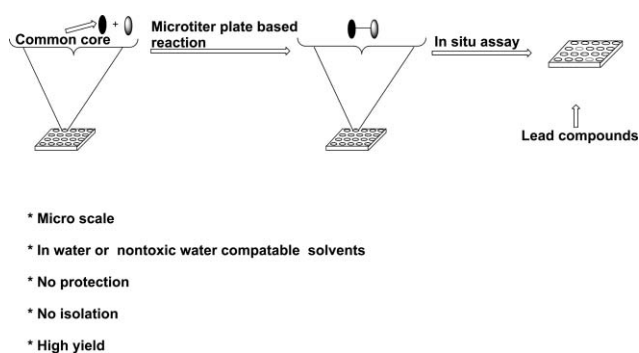 +
Common core
Microtiter plate based
reaction
In situ assay
Lead compounds
* Micro scale
* In water or nontoxic water compatable solvents
* No protection
* No isolation
* High yield